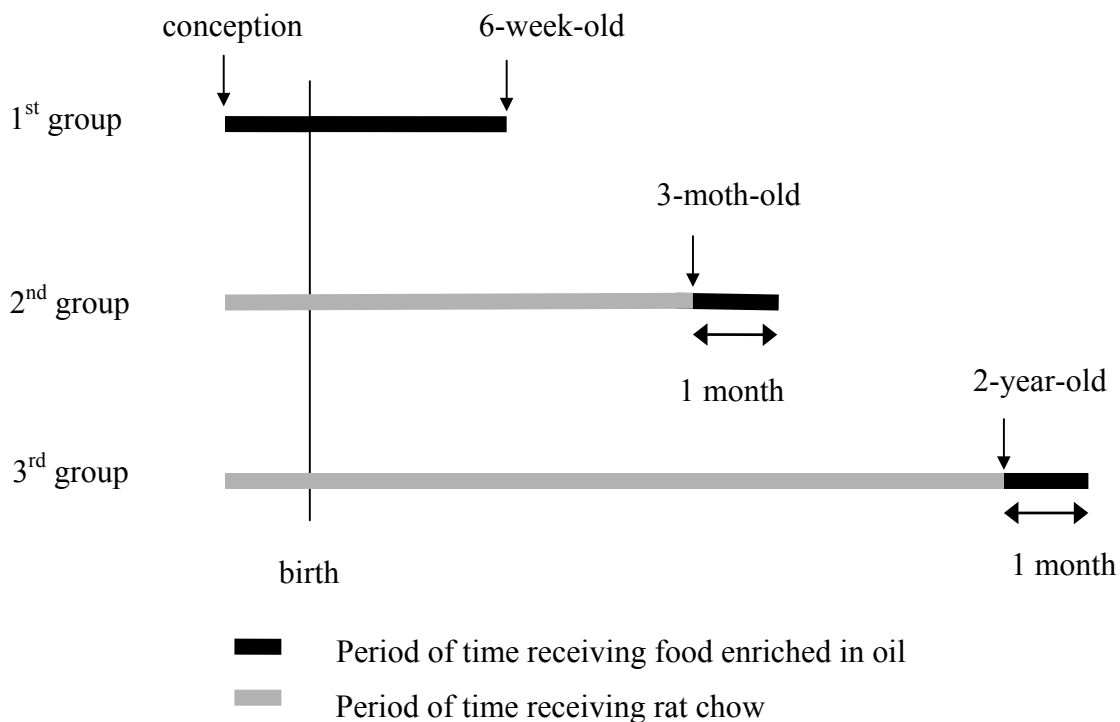 conception 6-week-old
1st group
3-moth-old
2nd group
1 month
2-year-old
3rd group
birth
1 month
Period of time receiving food enriched in oil
Period of time receiving rat chow